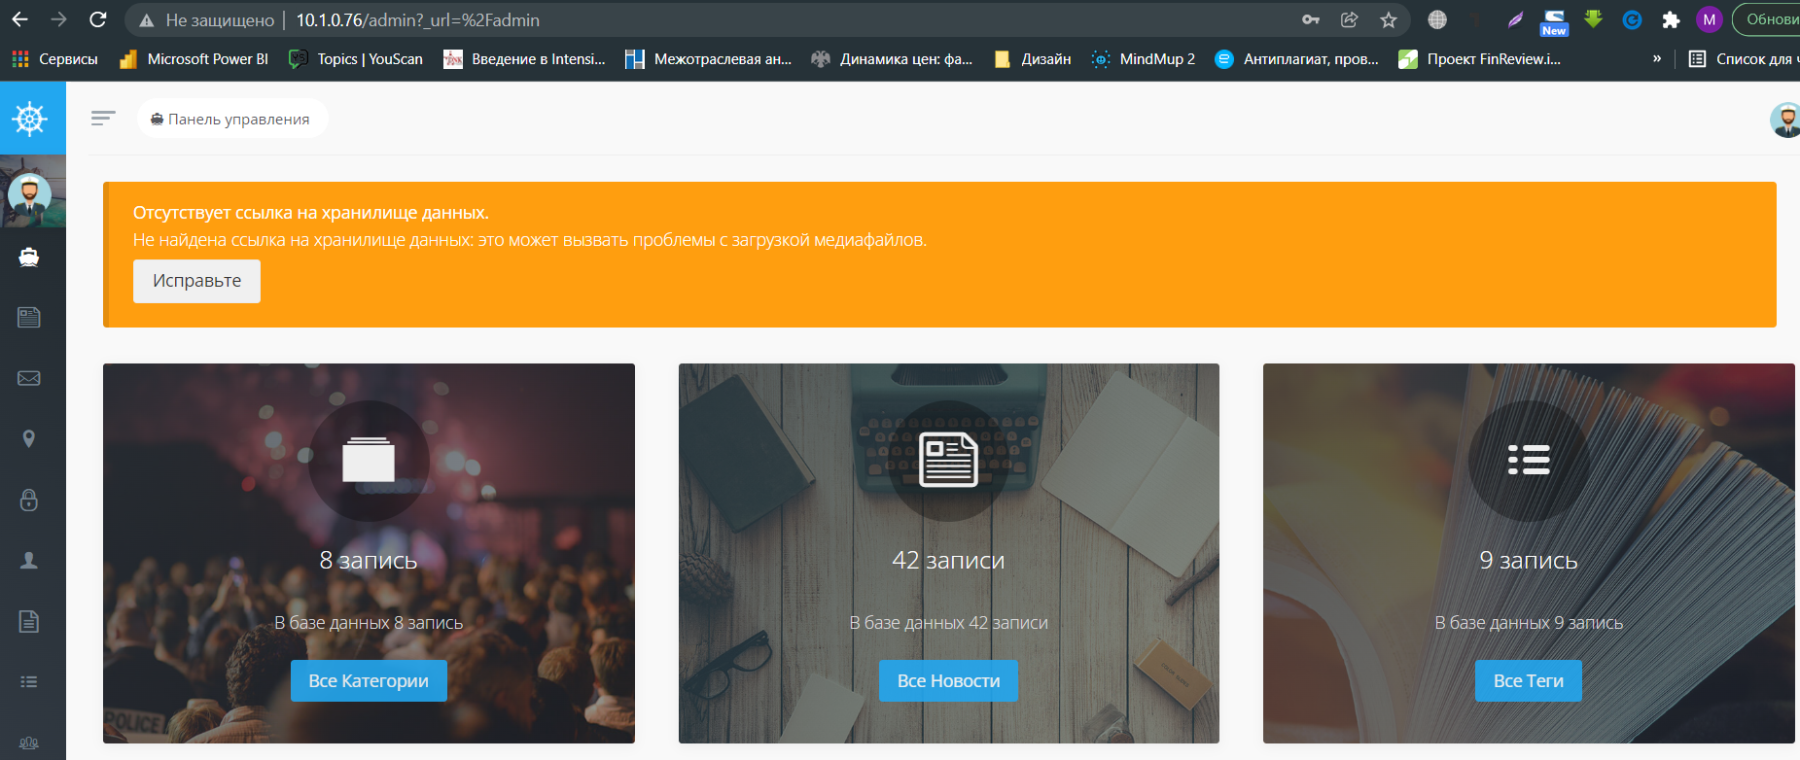 Не защищено | 10.1.0.76/admin?_url=%2Fadmin
New
M
Обнови
Сервисы
Microsoft Power BI
Topics | YouScan
Введение в Intensi...
Межотраслевая ан...
Динамика цен: фа...
Дизайн
MindMup 2
Антиплагиат, пров...
Проект FinReview.i...
»
Список для ч
Панель управления
Отсутствует ссылка на хранилище данных.
Не найдена ссылка на хранилище данных: это может вызвать проблемы с загрузкой медиафайлов.
Исправьте
8 запись
В базе данных 8 запись
Все Категории
POLICE
42 записи
В базе данных 42 записи
Все Новости
9 запись
В базе данных 9 запись
Все Теги